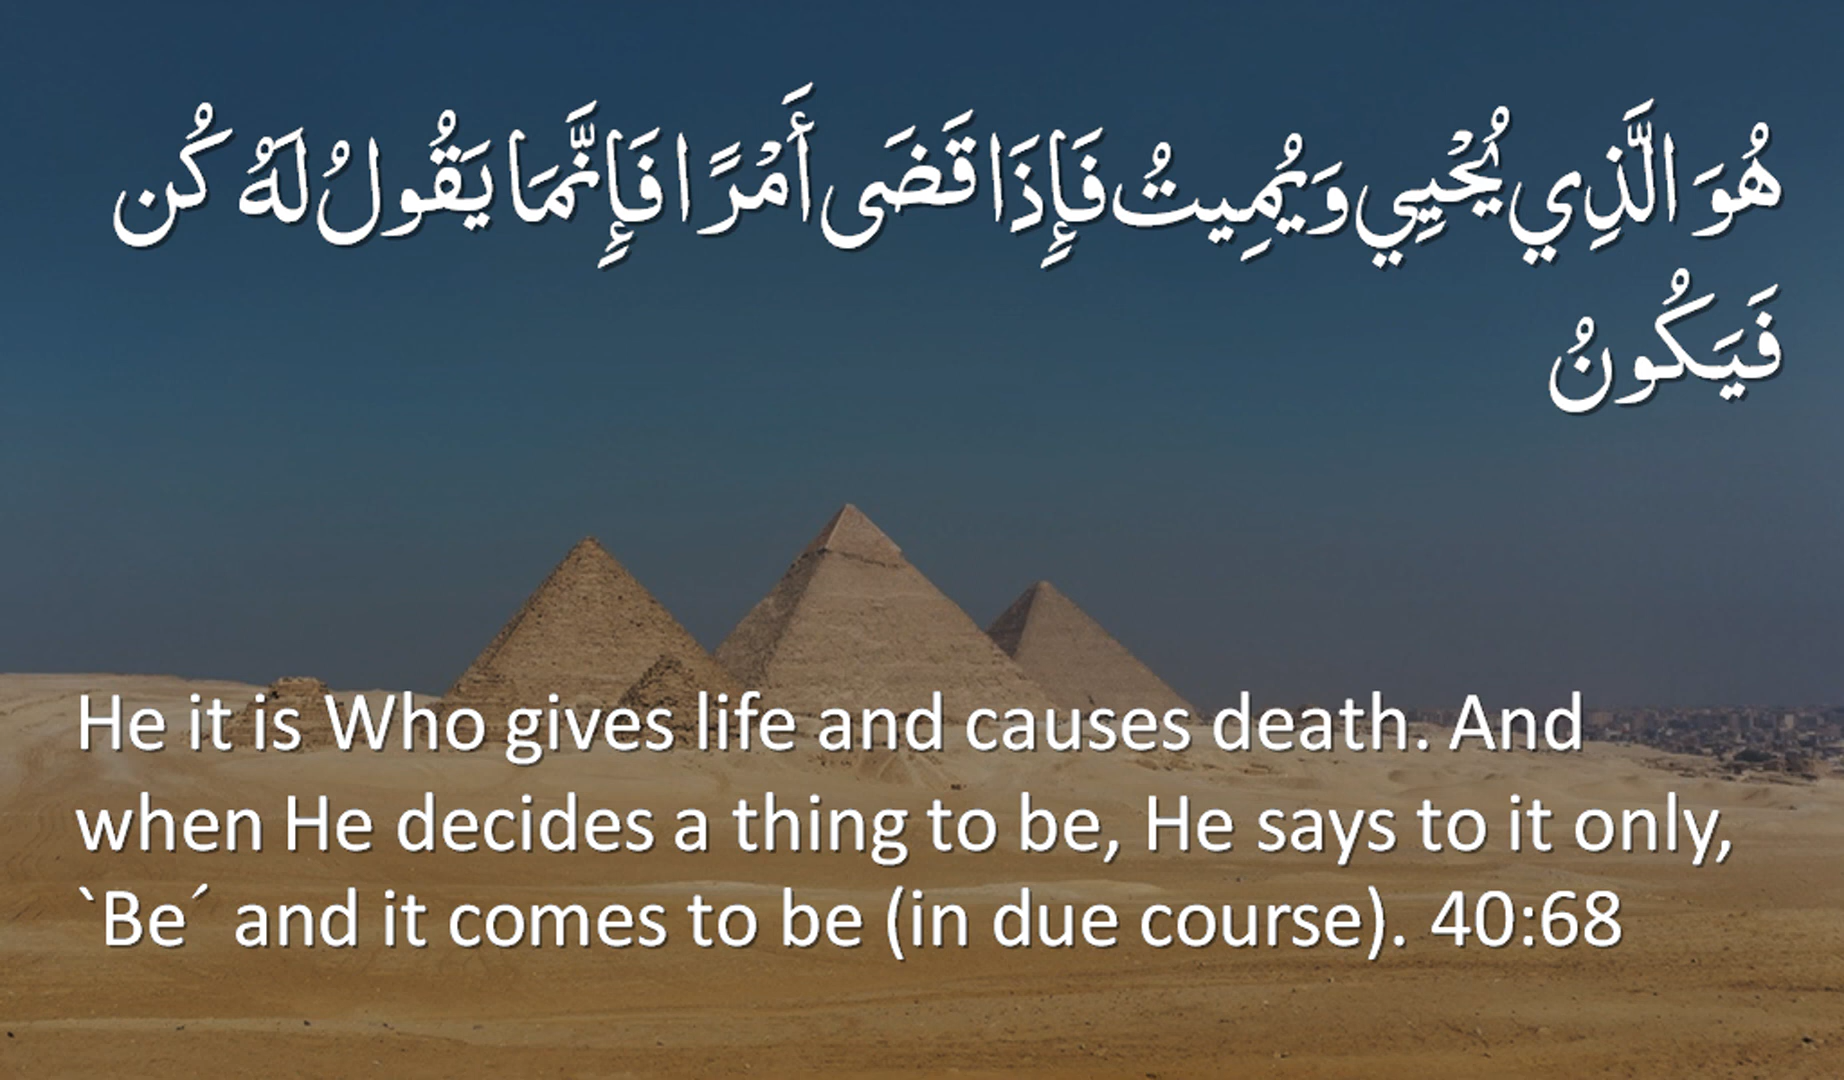 هُوَ الَّذِي يُحْيِي وَيُمِيتُ فَإِذَا قَضَى أَمْرًا فَإِنَّمَا يَقُولُ لَهُ كُن
فَيَكُونُ
He it is Who gives life and causes death. And
when He decides a thing to be, He says to it only,
`Be´ and it comes to be (in due course). 40:68